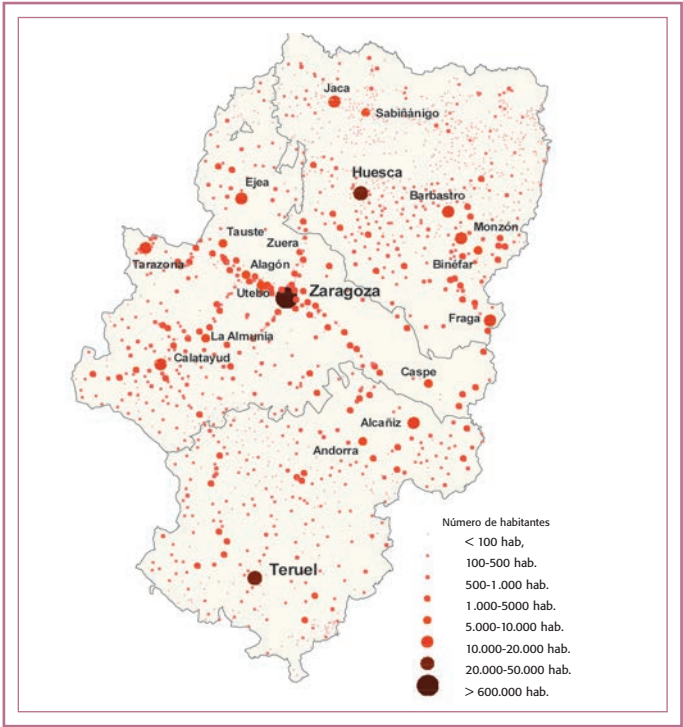 Jaca
Sabiñánigo
Huesca
Ejea
Barbastro
Tauste
Monzón
Zuera
Tarazona
Alagón
Binéfar
Utebo
Zaragoza
Fraga
La Almunia
Calatayud
Caspe
Alcañiz
Andorra
Teruel
Número de habitantes
< 100 hab,
100-500 hab.
500-1.000 hab.
1.000-5000 hab.
5.000-10.000 hab.
10.000-20.000 hab.
20.000-50.000 hab.
> 600.000 hab.